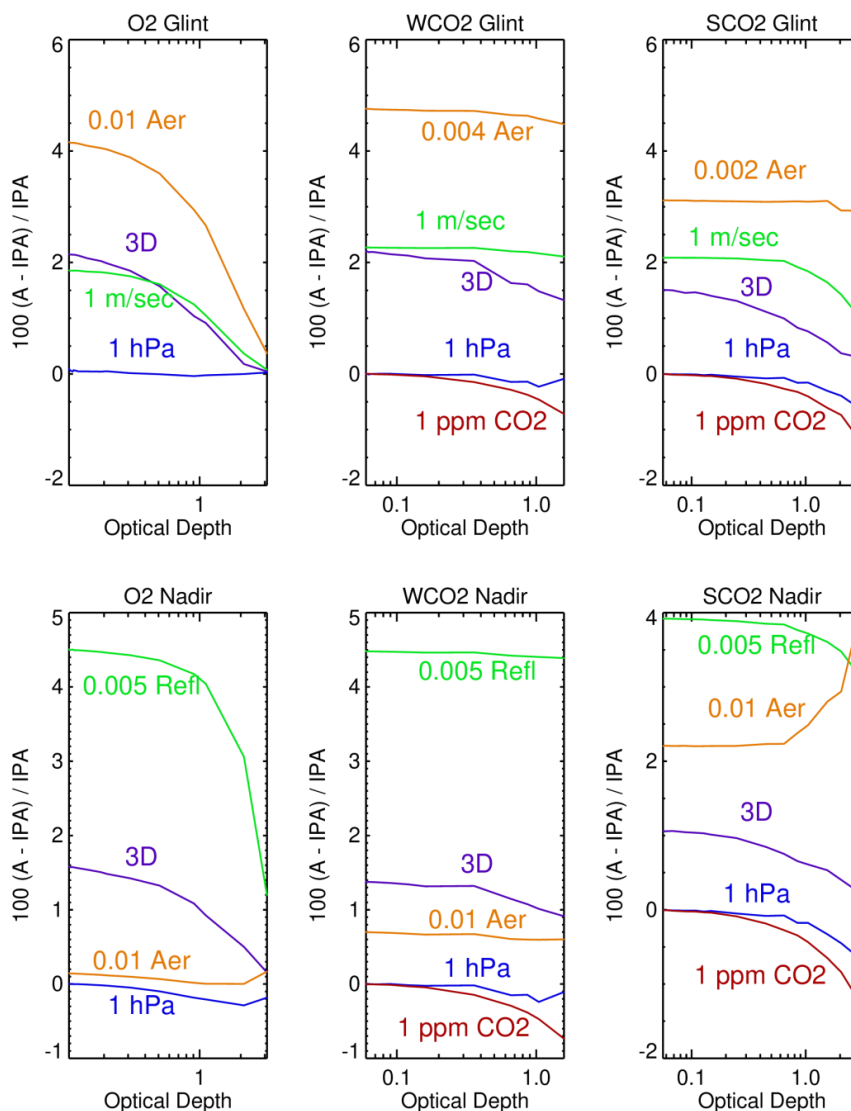 O2 Glint
WCO2 Glint
SCO2 Glint
100 (A - IPA) / IPA
6
4
2
0
-2
0.01 Aer
3D
1 m/sec
1 hPa
1
Optical Depth
100 (A - IPA) / IPA
6
4
2
0
-2
0.004 Aer
1 m/sec
3D
1 hPa
1 ppm CO2
0.1
1.0
Optical Depth
100 (A - IPA) / IPA
6
4
2
0
-2
0.002 Aer
1 m/sec
3D
1 hPa
1 ppm CO2
0.1
1.0
Optical Depth
O2 Nadir
WCO2 Nadir
SCO2 Nadir
100 (A - IPA) / IPA
5
4
3
2
1
0
-1
0.005 Refl
3D
0.01 Aer
1 hPa
1
Optical Depth
100 (A - IPA) / IPA
5
4
3
2
1
0
-1
0.005 Refl
3D
0.01 Aer
1 hPa
1 ppm CO2
0.1
1.0
Optical Depth
100 (A - IPA) / IPA
4
2
0
-2
0.005 Refl
0.01 Aer
3D
1 hPa
1 ppm CO2
0.1
1.0
Optical Depth